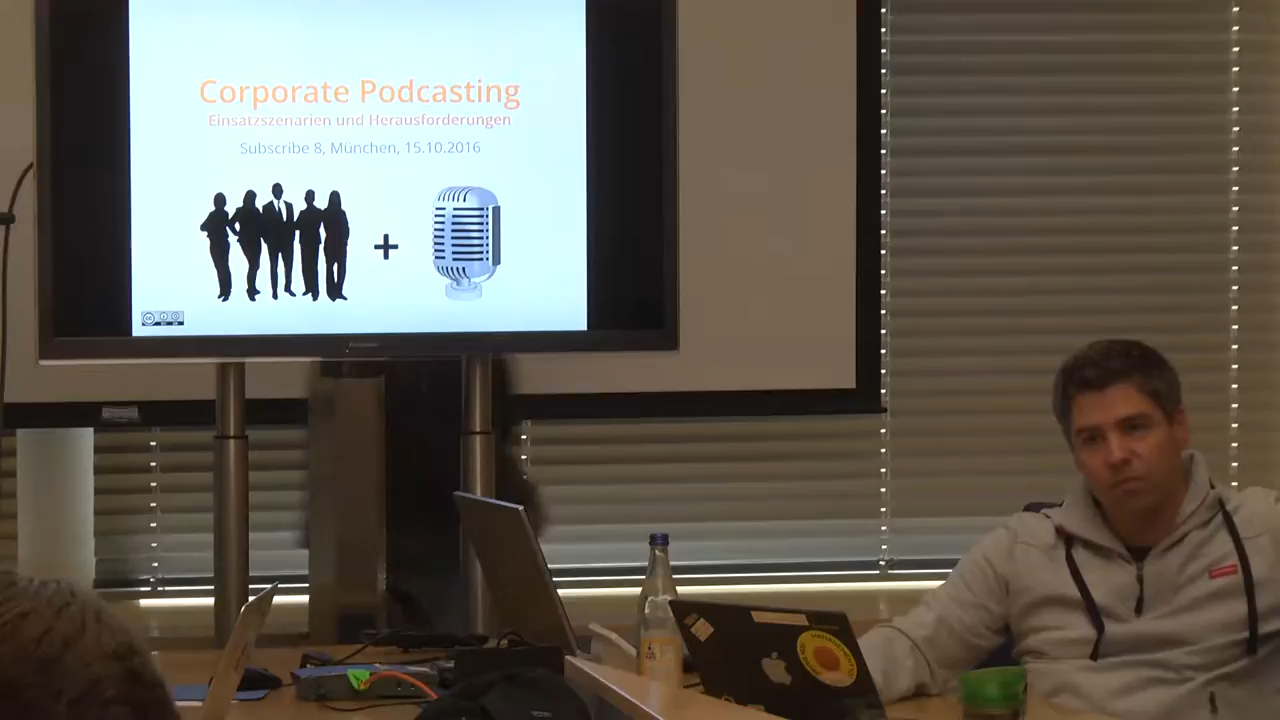 Corporate Podcasting
Einsatzszenarien und Herausforderungen
Subscribe 8, München, 15.10.2016